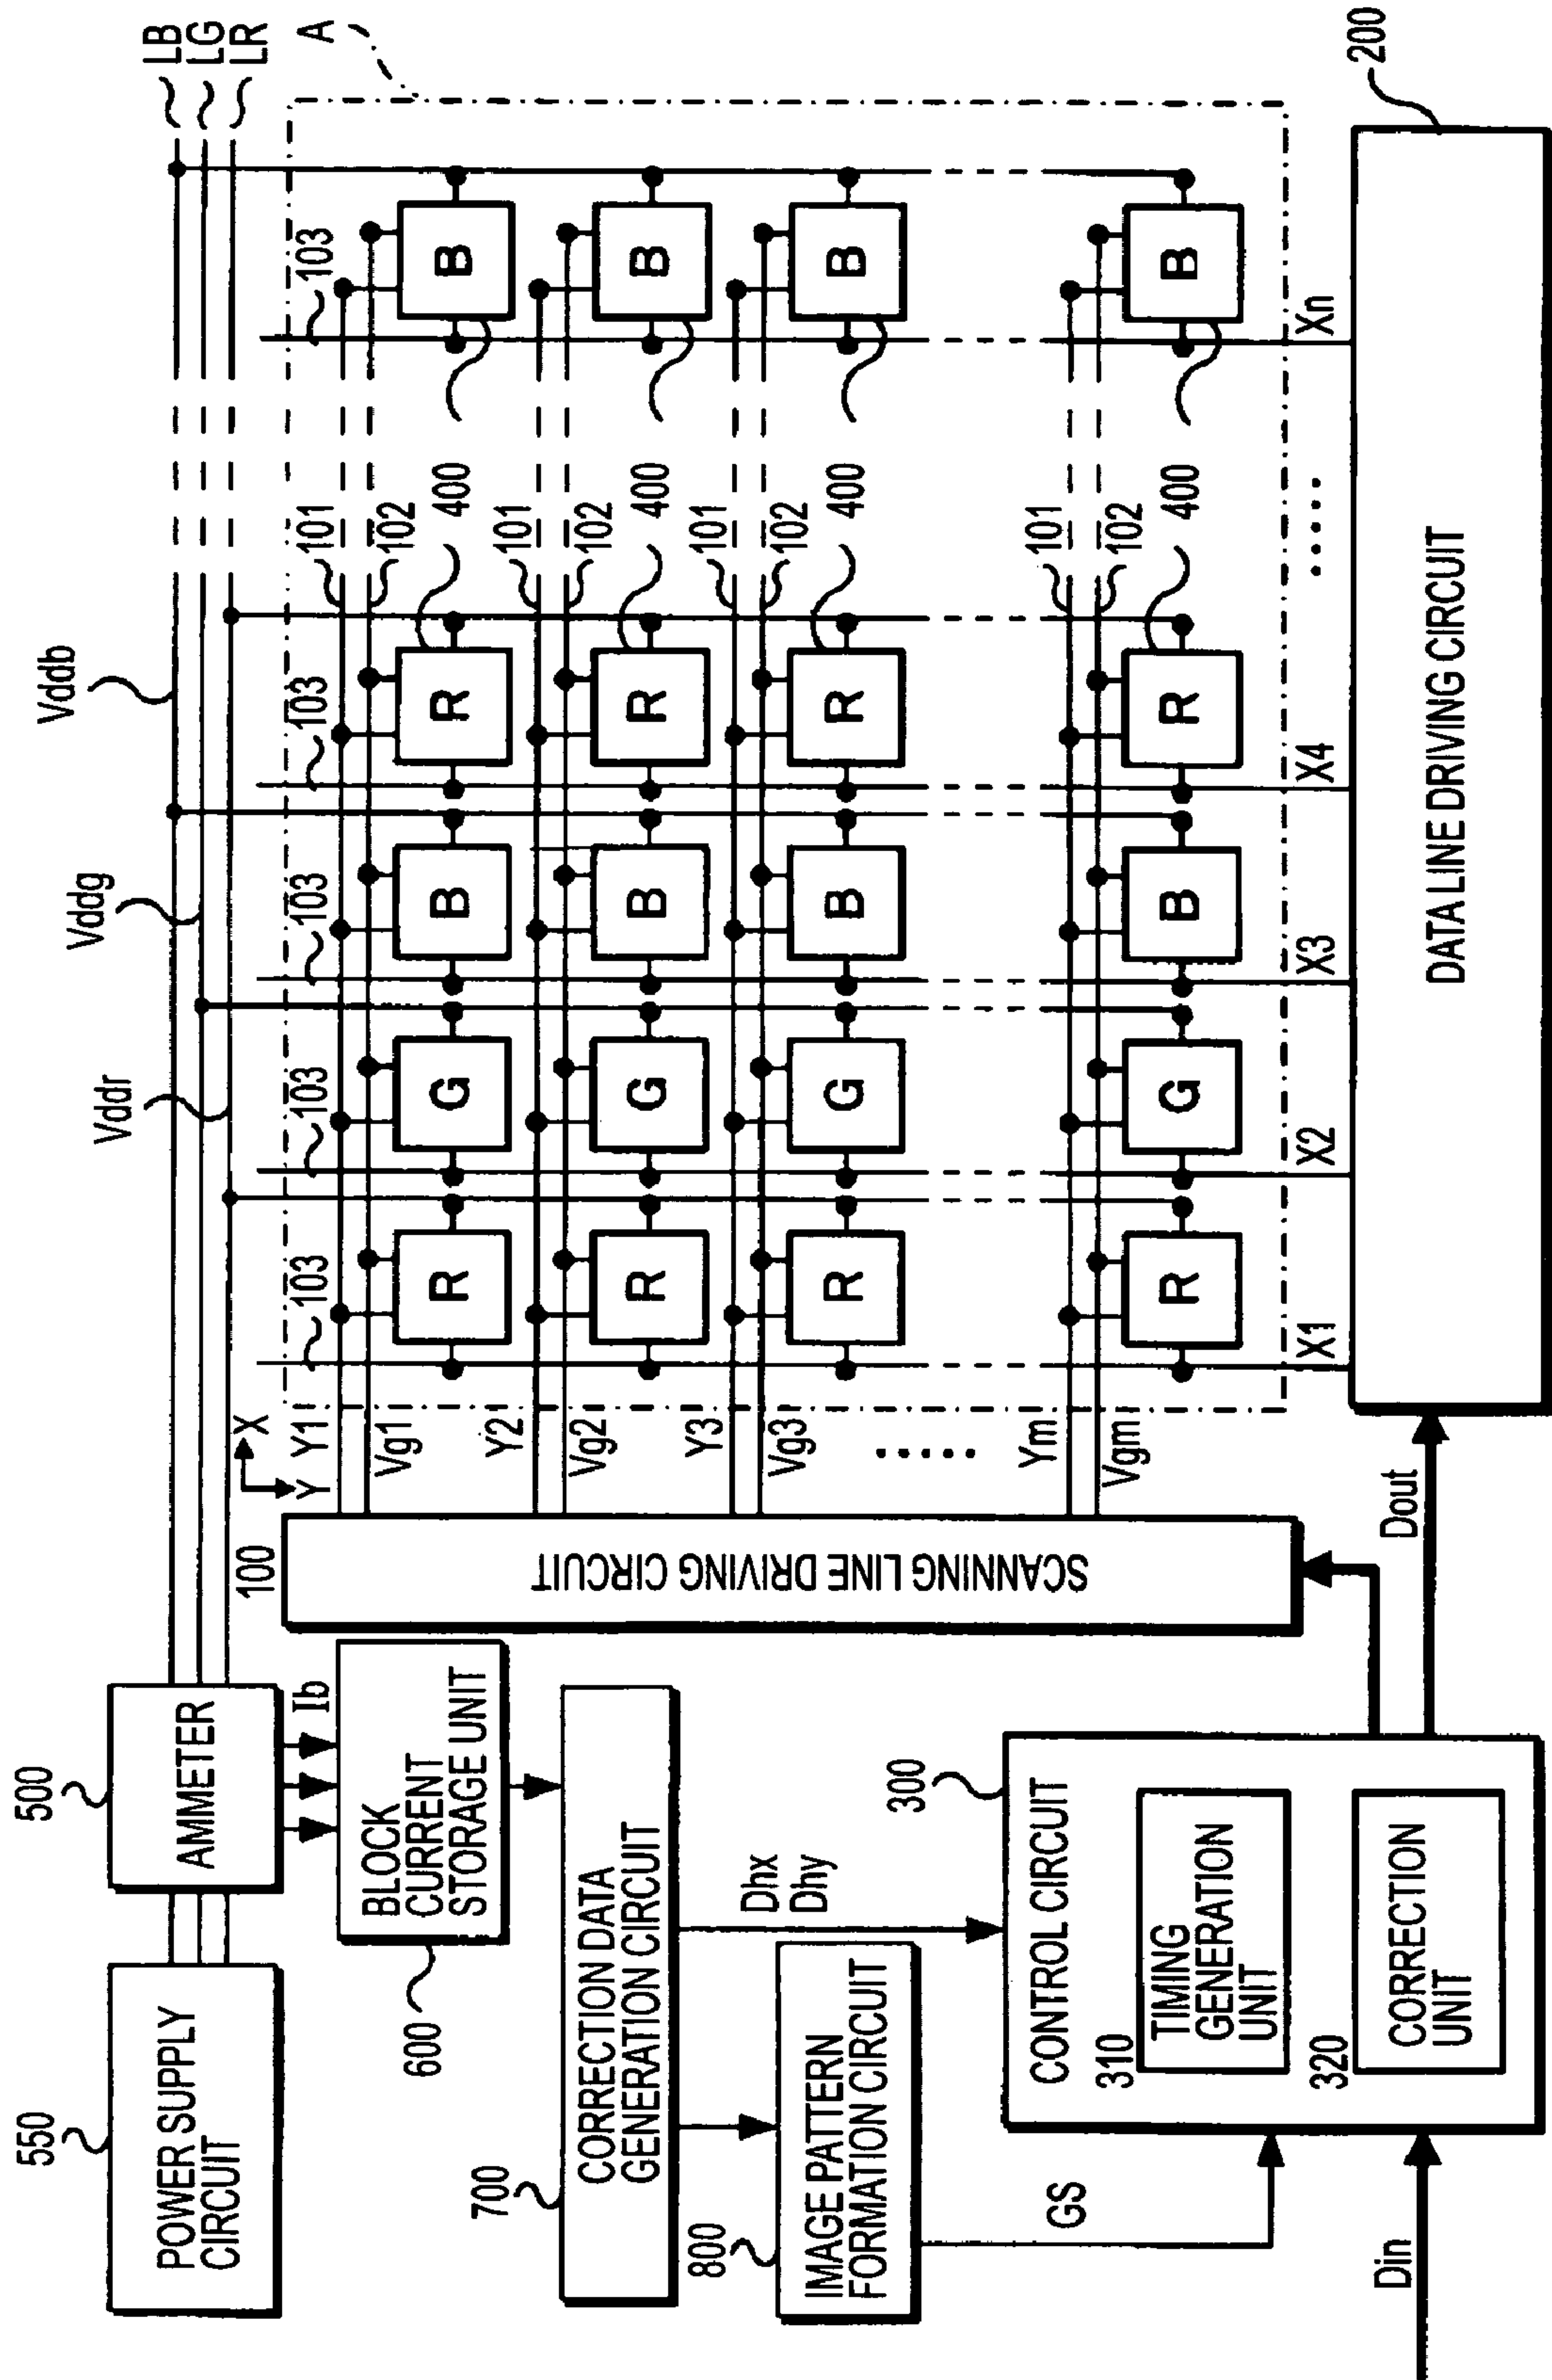 550
POWER SUPPLY
CIRCUIT
500
AMMETER
Ib
600
BLOCK
CURRENT
STORAGE UNIT
700
CORRECTION DATA
GENERATION CIRCUIT
Dhx
Dhy
800
IMAGE PATTERN
FORMATION CIRCUIT
GS
Din
300
CONTROL CIRCUIT
310
TIMING
GENERATION
UNIT
320
CORRECTION
UNIT
Dout
100
SCANNING LINE DRIVING CIRCUIT
X
Y
Vddr
Vddg
Vddb
LB
LG
LR
A
103 103 103 103 103
Y1
101
Vg1
102
R G B R B
400
Y2
101
Vg2
102
R G B R B
400
Y3
101
Vg3
102
R G B R B
400
.....
Ym
101
Vgm
102
R G B R B
400
X1 X2 X3 X4 ..... Xn
200
DATA LINE DRIVING CIRCUIT